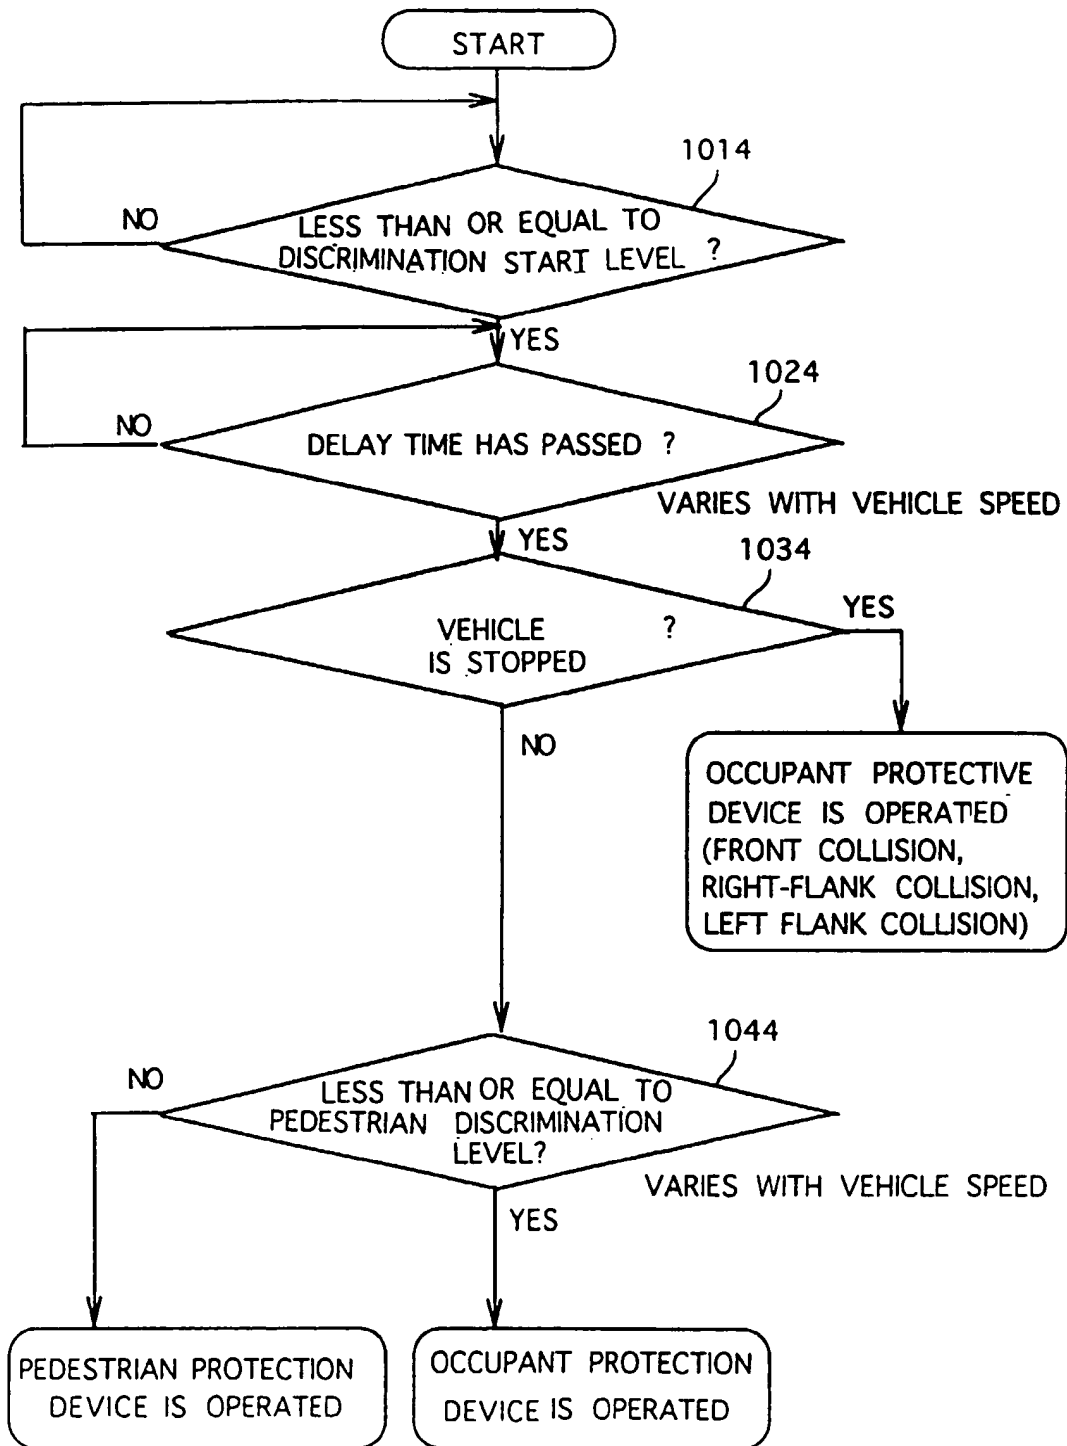 START
1014
NO
LESS THAN OR EQUAL TO
DISCRIMINATION START LEVEL ?
YES
1024
NO
DELAY TIME HAS PASSED ?
VARIES WITH VEHICLE SPEED
YES
1034
YES
VEHICLE ?
IS STOPPED
NO
OCCUPANT PROTECTIVE
DEVICE IS OPERATED
(FRONT COLLISION,
RIGHT-FLANK COLLISION,
LEFT FLANK COLLISION)
1044
NO
LESS THAN OR EQUAL TO
PEDESTRIAN DISCRIMINATION
LEVEL?
VARIES WITH VEHICLE SPEED
YES
PEDESTRIAN PROTECTION
DEVICE IS OPERATED
OCCUPANT PROTECTION
DEVICE IS OPERATED